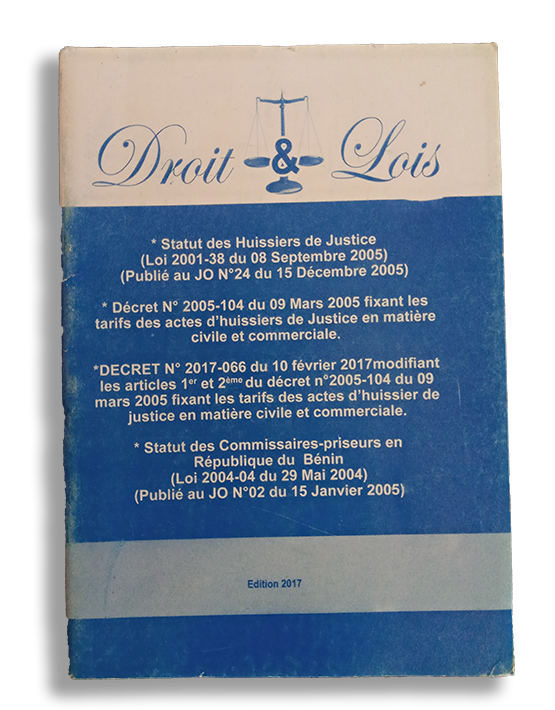 Droit & Lois
* Statut des Huissiers de Justice
(Loi 2001-38 du 08 Septembre 2005)
(Publié au JO N°24 du 15 Décembre 2005)
* Décret N° 2005-104 du 09 Mars 2005 fixant les
tarifs des actes d'huissiers de Justice en matière
civile et commerciale.
*DECRET N° 2017-066 du 10 février 2017modifiant
les articles 1er et 2ème du décret n°2005-104 du 09
mars 2005 fixant les tarifs des actes d'huissier de
justice en matière civile et commerciale.
* Statut des Commissaires-priseurs en
République du Bénin
(Loi 2004-04 du 29 Mai 2004)
(Publié au JO N°02 du 15 Janvier 2005)
Edition 2017